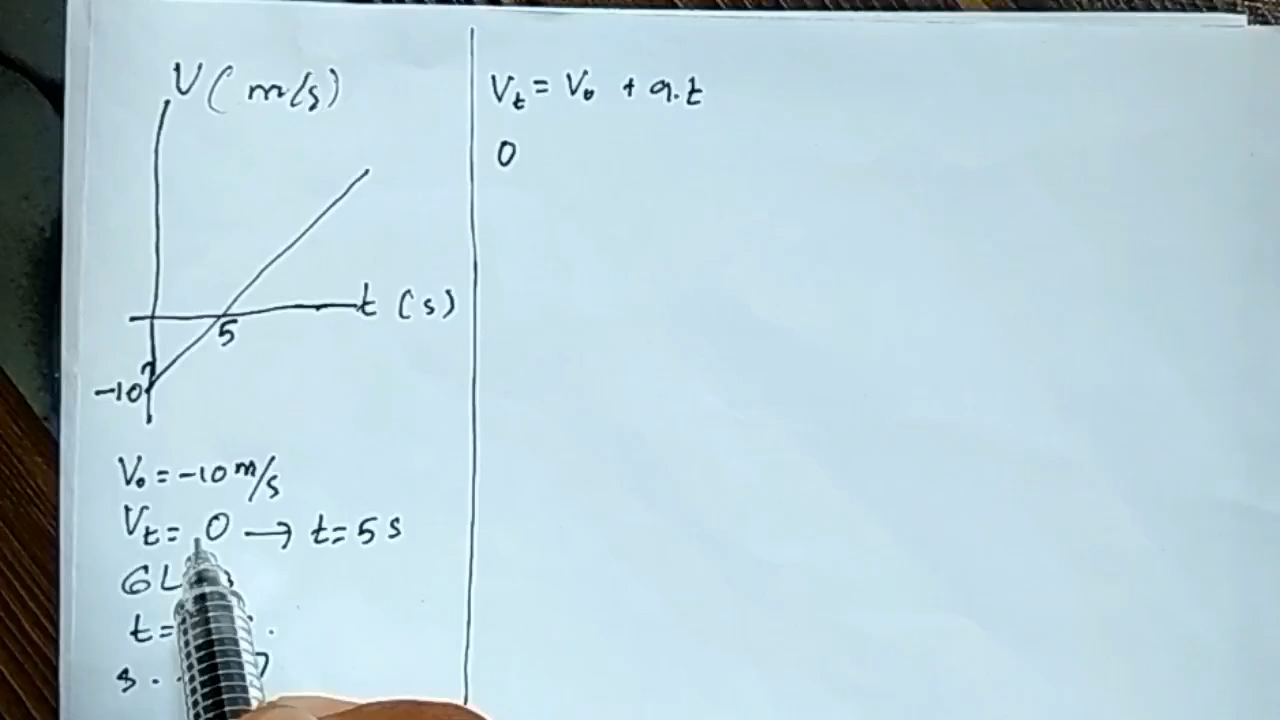 V (m/s)
t (s)
5
-10
V₀ = -10 m/s
Vt = 0 → t = 5 s
t =
s
Vt = V₀ + a.t
0